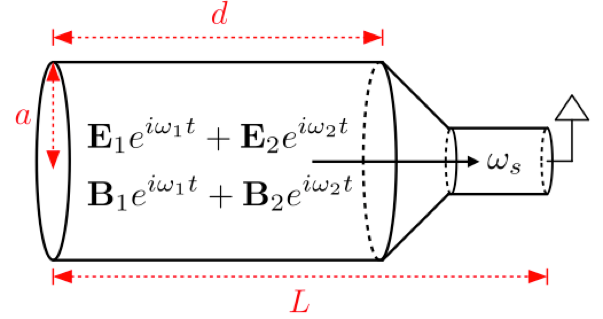 d
a
𝐄₁e^{iω₁t} + 𝐄₂e^{iω₂t}
𝐁₁e^{iω₁t} + 𝐁₂e^{iω₂t}
ω_s
L